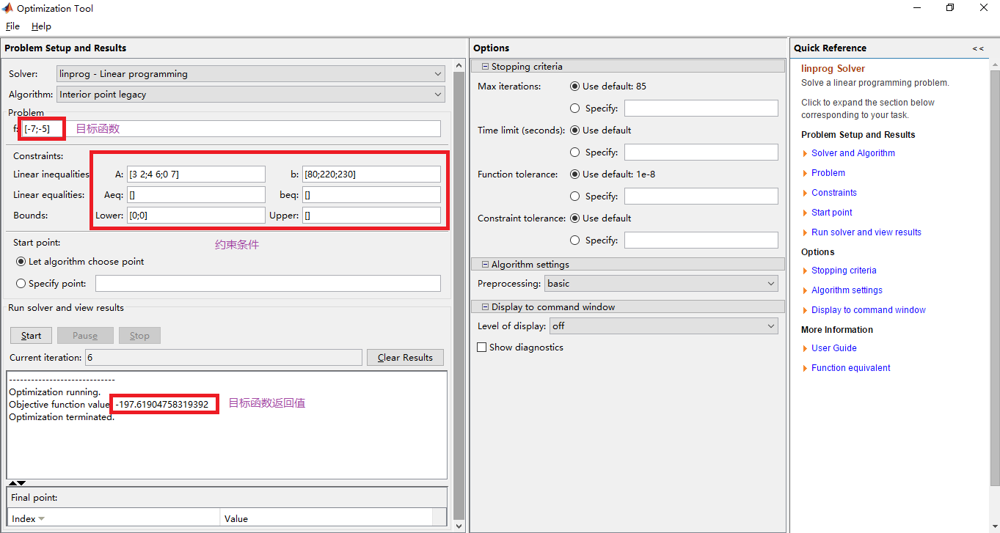 Optimization Tool
File Help
Problem Setup and Results
Solver: linprog - Linear programming
Algorithm: Interior point legacy
Problem
f: [-7;-5] 目标函数
Constraints:
Linear inequalities: A: [3 2;4 6;0 7] b: [80;220;230]
Linear equalities: Aeq: [] beq: []
Bounds: Lower: [0;0] Upper: []
Start point: 约束条件
Let algorithm choose point
Specify point:
Run solver and view results
Start Pause Stop
Current iteration: 6 Clear Results
-----------------------------
Optimization running.
Objective function value: -197.61904758319392 目标函数返回值
Optimization terminated.
Final point:
Index Value
Options
Stopping criteria
Max iterations: Use default: 85
Specify:
Time limit (seconds): Use default
Specify:
Function tolerance: Use default: 1e-8
Specify:
Constraint tolerance: Use default
Specify:
Algorithm settings
Preprocessing: basic
Display to command window
Level of display: off
Show diagnostics
Quick Reference <<
linprog Solver
Solve a linear programming problem.
Click to expand the section below
corresponding to your task.
Problem Setup and Results
Solver and Algorithm
Problem
Constraints
Start point
Run solver and view results
Options
Stopping criteria
Algorithm settings
Display to command window
More Information
User Guide
Function equivalent